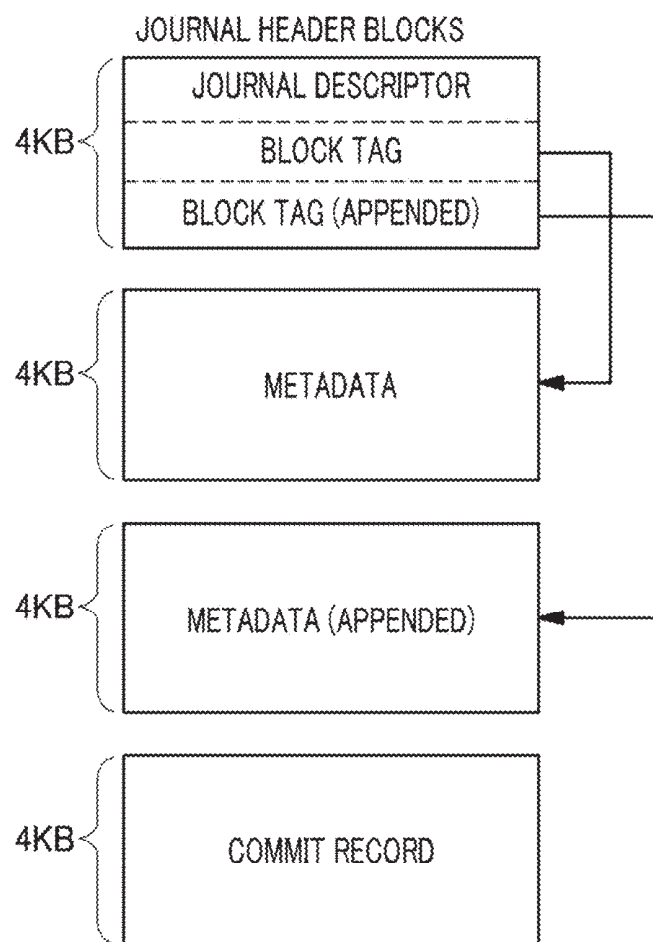 JOURNAL HEADER BLOCKS
4KB
JOURNAL DESCRIPTOR
BLOCK TAG
BLOCK TAG (APPENDED)
4KB
METADATA
4KB
METADATA (APPENDED)
4KB
COMMIT RECORD